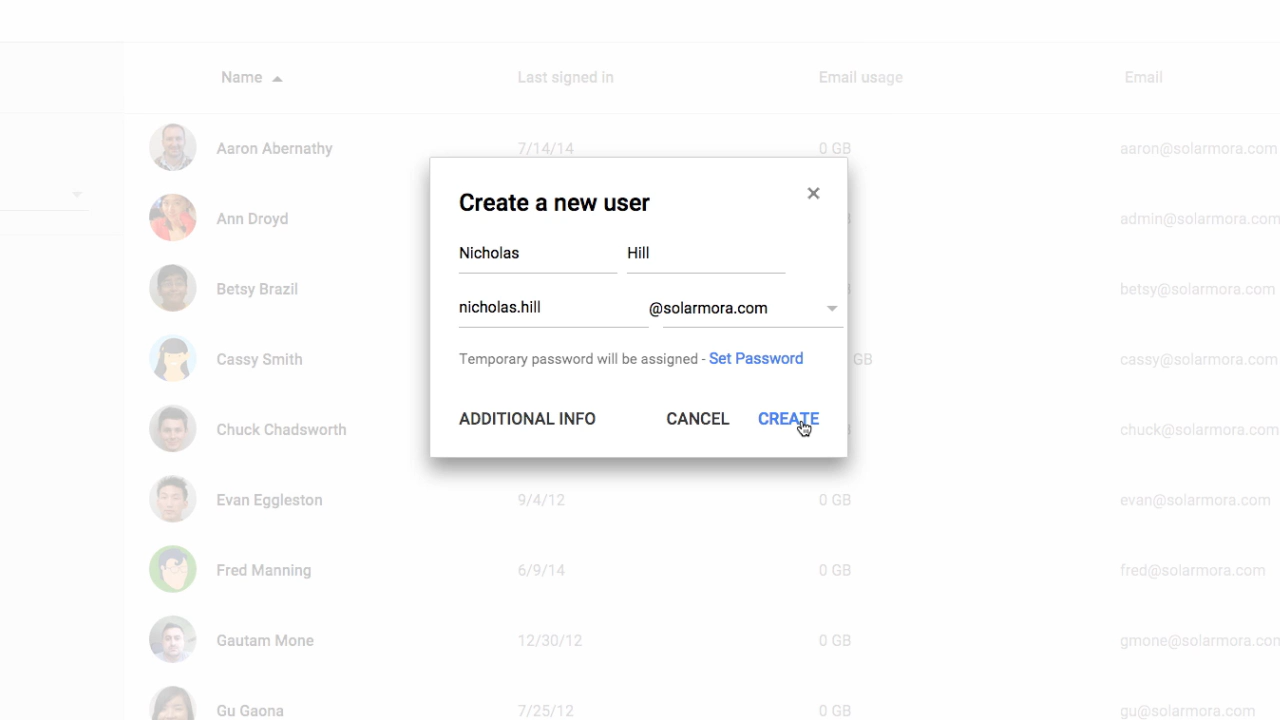 Name Last signed in Email usage Email
Aaron Abernathy 7/14/14 0 GB aaron@solarmora.com
Create a new user
Ann Droyd admin@solarmora.com
Nicholas Hill
Betsy Brazil betsy@solarmora.com
nicholas.hill @solarmora.com
Temporary password will be assigned - Set Password
Cassy Smith GB cassy@solarmora.com
ADDITIONAL INFO CANCEL CREATE
Chuck Chadsworth chuck@solarmora.com
Evan Eggleston 9/4/12 0 GB evan@solarmora.com
Fred Manning 6/9/14 0 GB fred@solarmora.com
Gautam Mone 12/30/12 0 GB gmone@solarmora.com
Gu Gaona 7/25/12 0 GB gu@solarmora.com